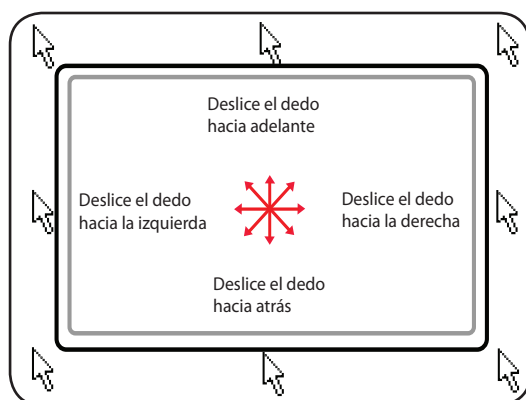 Deslice el dedo
hacia adelante
Deslice el dedo
hacia la izquierda
Deslice el dedo
hacia la derecha
Deslice el dedo
hacia atrás